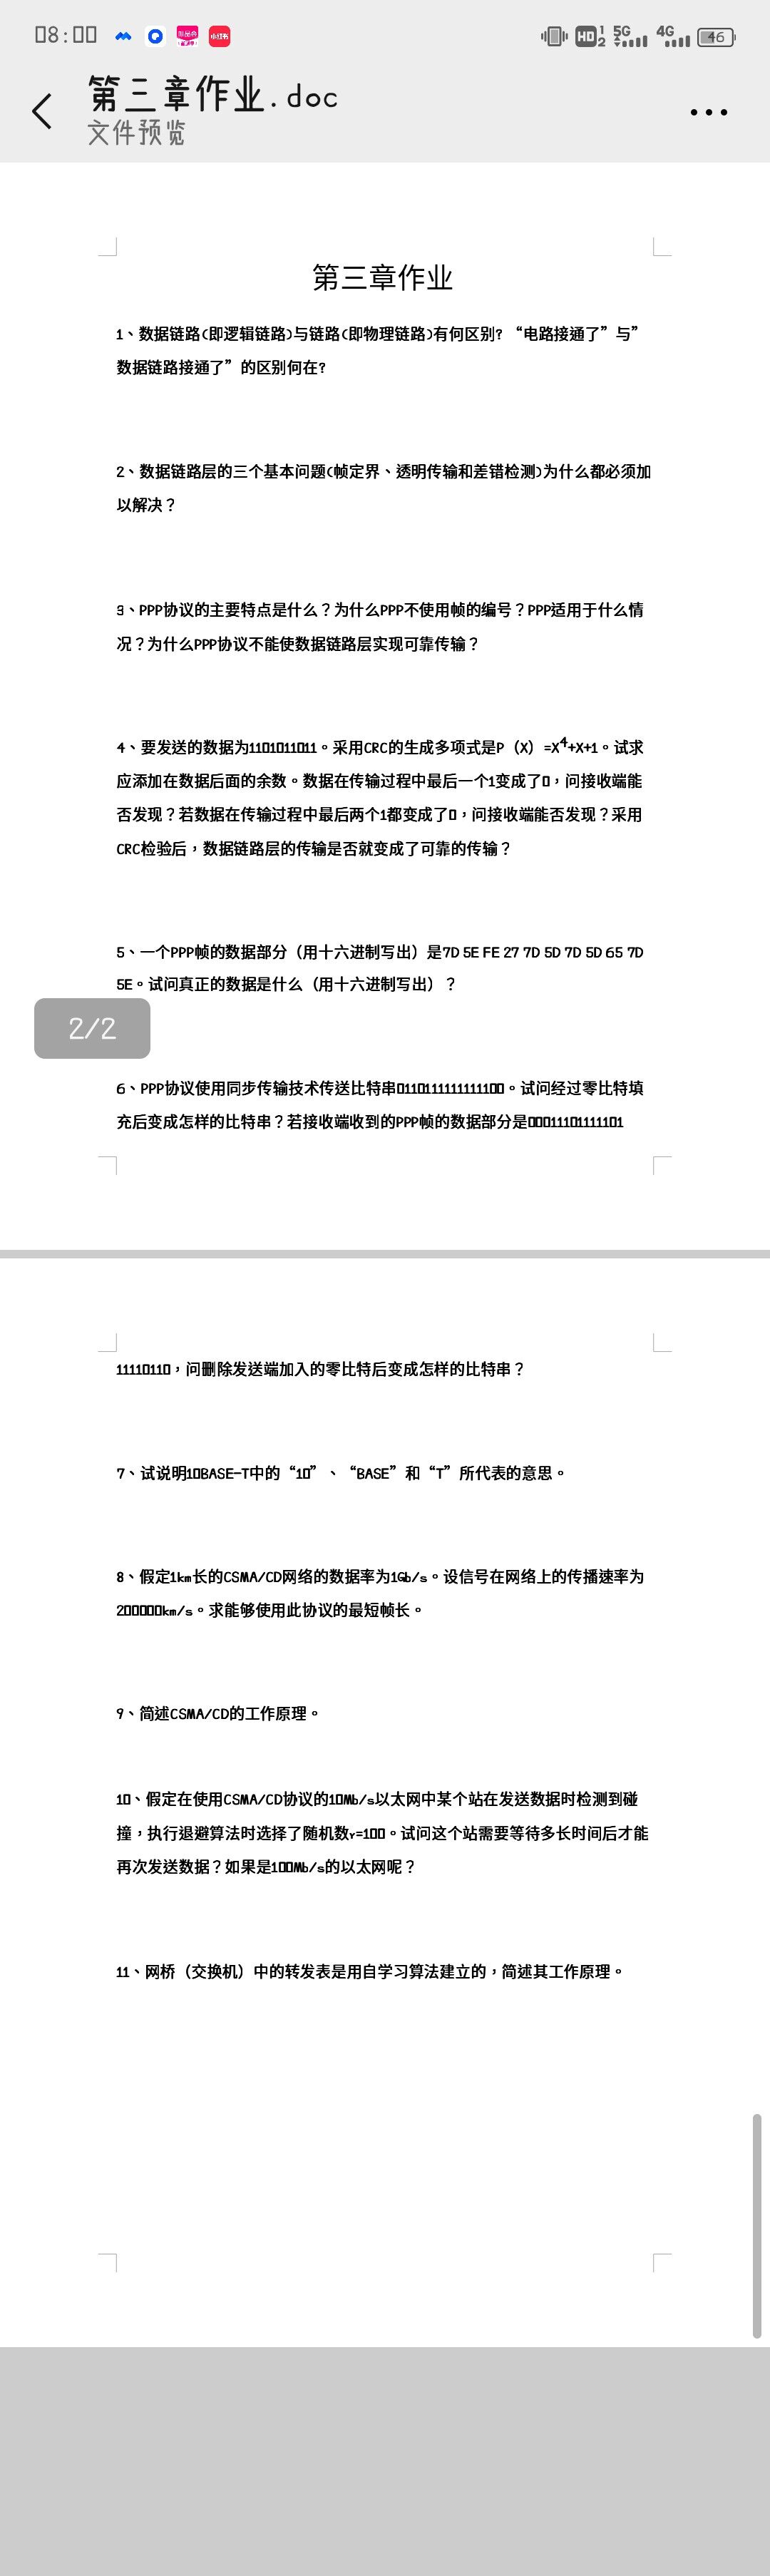 08:00
唯品会
小红书
HD 1 2
5G
4G
46
第三章作业.doc
文件预览
第三章作业
1、数据链路(即逻辑链路)与链路(即物理链路)有何区别? “电路接通了”与”
数据链路接通了”的区别何在?
2、数据链路层的三个基本问题(帧定界、透明传输和差错检测)为什么都必须加
以解决？
3、PPP协议的主要特点是什么？为什么PPP不使用帧的编号？PPP适用于什么情
况？为什么PPP协议不能使数据链路层实现可靠传输？
4、要发送的数据为1101011011。采用CRC的生成多项式是P（X）=X⁴+X+1。试求
应添加在数据后面的余数。数据在传输过程中最后一个1变成了0，问接收端能
否发现？若数据在传输过程中最后两个1都变成了0，问接收端能否发现？采用
CRC检验后，数据链路层的传输是否就变成了可靠的传输？
5、一个PPP帧的数据部分（用十六进制写出）是7D 5E FE 27 7D 5D 7D 5D 65 7D
5E。试问真正的数据是什么（用十六进制写出）？
2/2
6、PPP协议使用同步传输技术传送比特串0110111111111100。试问经过零比特填
充后变成怎样的比特串？若接收端收到的PPP帧的数据部分是0001110111101
11110110，问删除发送端加入的零比特后变成怎样的比特串？
7、试说明10BASE-T中的“10”、“BASE”和“T”所代表的意思。
8、假定1km长的CSMA/CD网络的数据率为1Gb/s。设信号在网络上的传播速率为
200000km/s。求能够使用此协议的最短帧长。
9、简述CSMA/CD的工作原理。
10、假定在使用CSMA/CD协议的10Mb/s以太网中某个站在发送数据时检测到碰
撞，执行退避算法时选择了随机数r=100。试问这个站需要等待多长时间后才能
再次发送数据？如果是100Mb/s的以太网呢？
11、网桥（交换机）中的转发表是用自学习算法建立的，简述其工作原理。